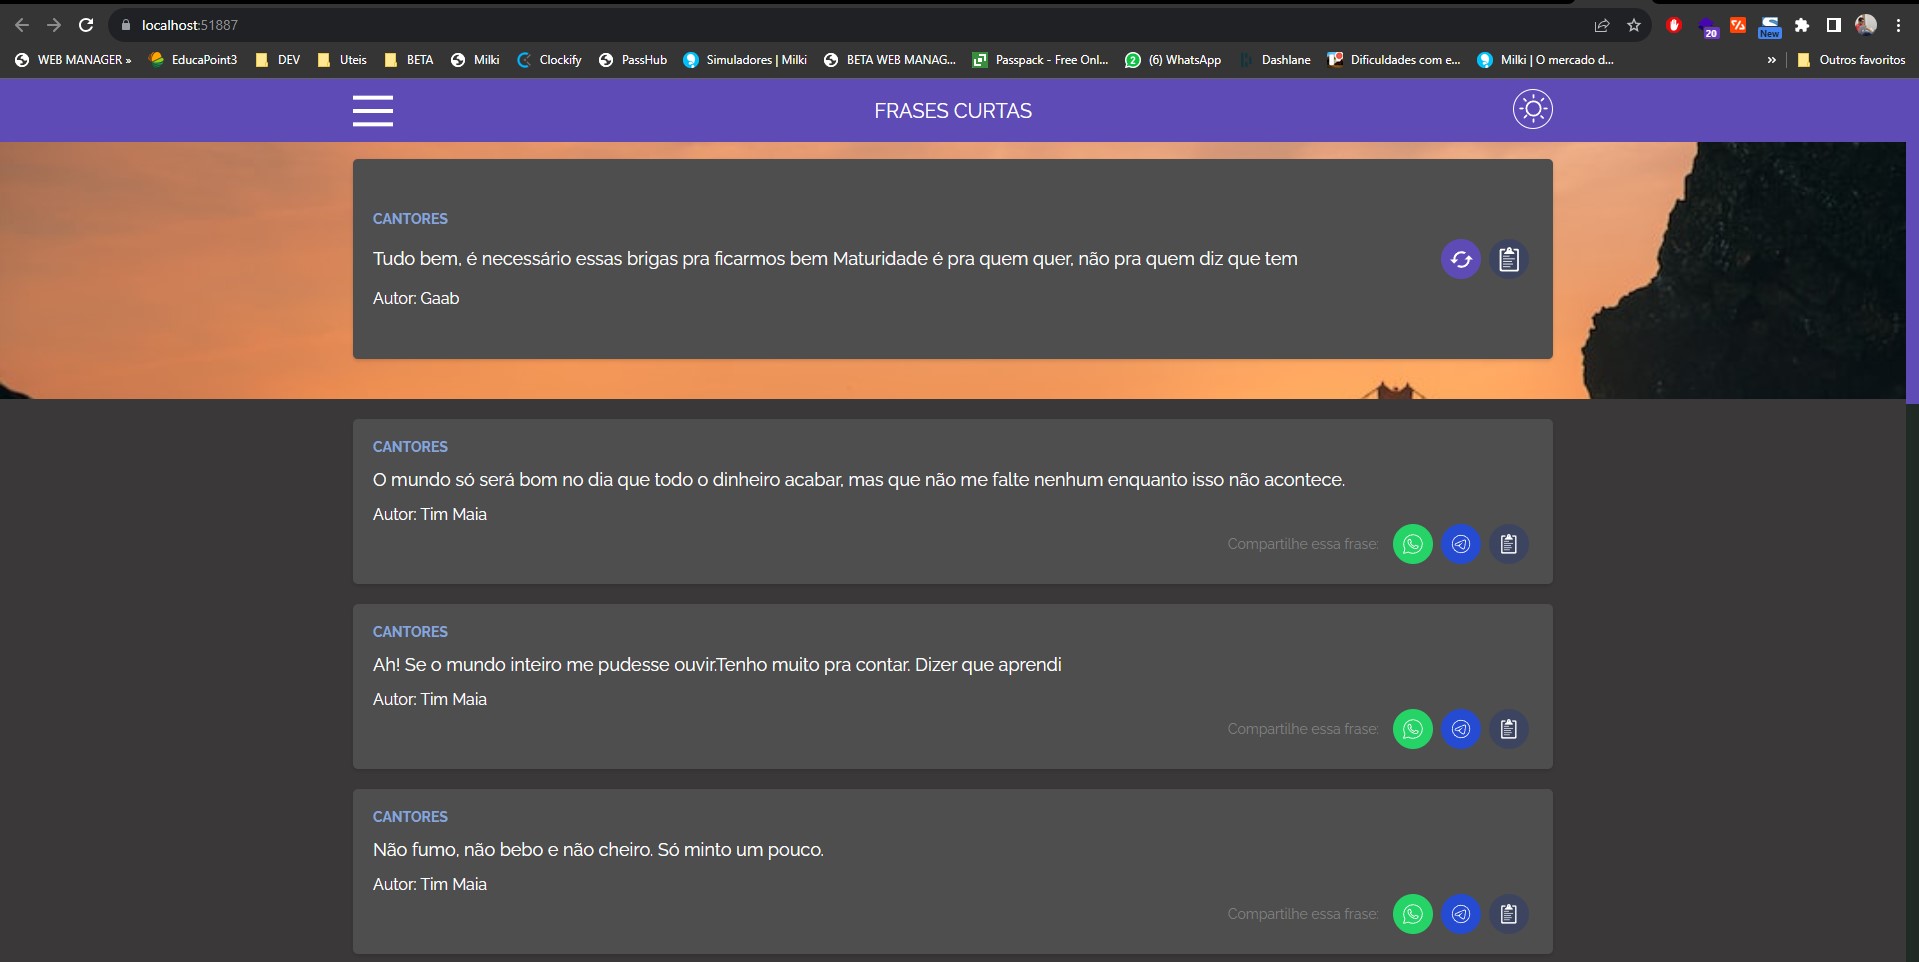 localhost:51887
20
New
WEB MANAGER »
EducaPoint3
DEV
Uteis
BETA
Milki
Clockify
PassHub
Simuladores | Milki
BETA WEB MANAG...
Passpack - Free Onl...
2
(6) WhatsApp
Dashlane
Dificuldades com e...
Milki | O mercado d...
»
Outros favoritos
FRASES CURTAS
CANTORES
Tudo bem, é necessário essas brigas pra ficarmos bem Maturidade é pra quem quer, não pra quem diz que tem
Autor: Gaab
CANTORES
O mundo só será bom no dia que todo o dinheiro acabar, mas que não me falte nenhum enquanto isso não acontece.
Autor: Tim Maia
Compartilhe essa frase:
CANTORES
Ah! Se o mundo inteiro me pudesse ouvir.Tenho muito pra contar. Dizer que aprendi
Autor: Tim Maia
Compartilhe essa frase:
CANTORES
Não fumo, não bebo e não cheiro. Só minto um pouco.
Autor: Tim Maia
Compartilhe essa frase: